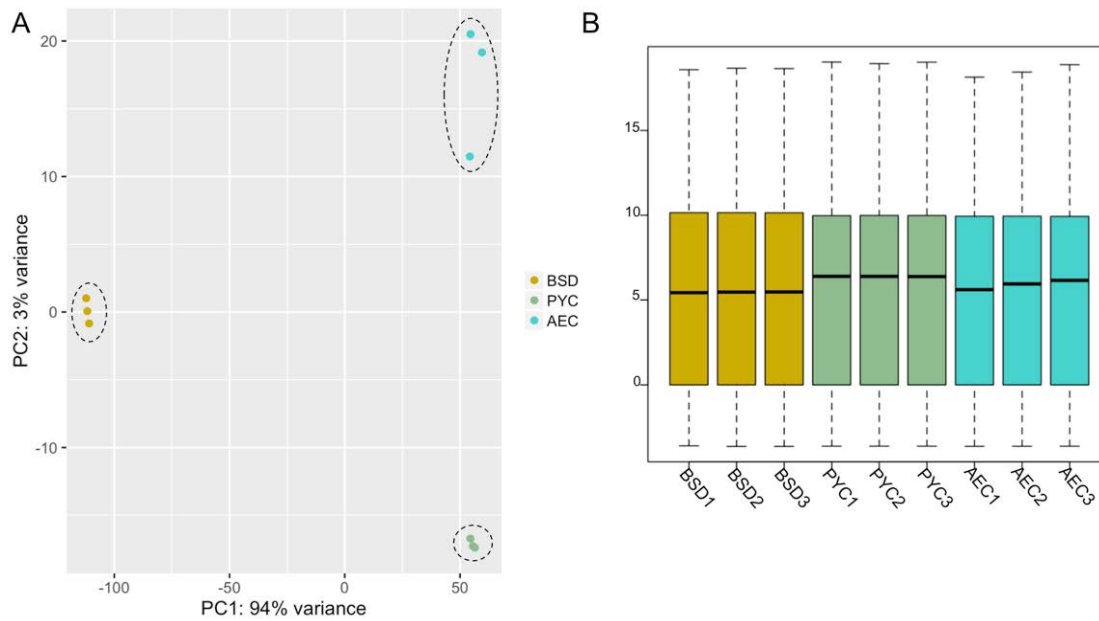 A
20
10
0
-10
PC2: 3% variance
-100
-50
0
50
PC1: 94% variance
BSD
PYC
AEC
B
15
10
5
0
BSD1
BSD2
BSD3
PYC1
PYC2
PYC3
AEC1
AEC2
AEC3